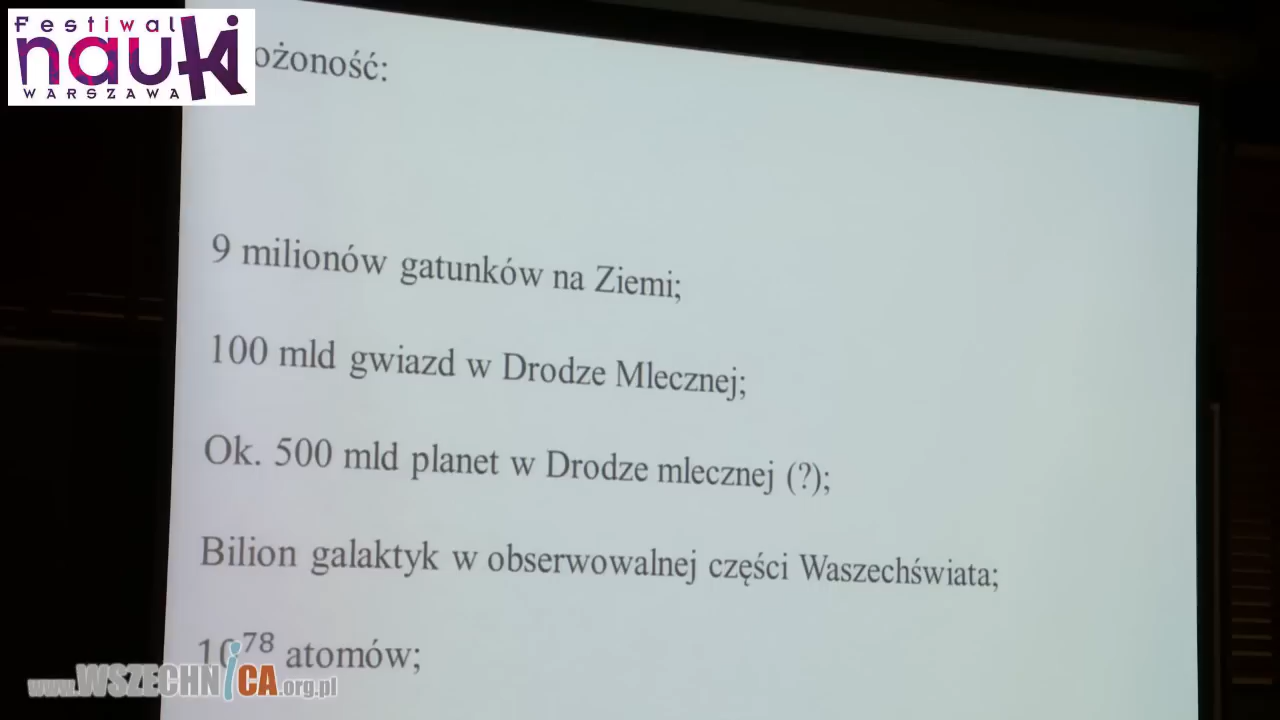 Festiwal
nauki
WARSZAWA
ożoność:
9 milionów gatunków na Ziemi;
100 mld gwiazd w Drodze Mlecznej;
Ok. 500 mld planet w Drodze mlecznej (?);
Bilion galaktyk w obserwowalnej części Waszechświata;
10⁷⁸ atomów;
www.WSZECHNiCA.org.pl